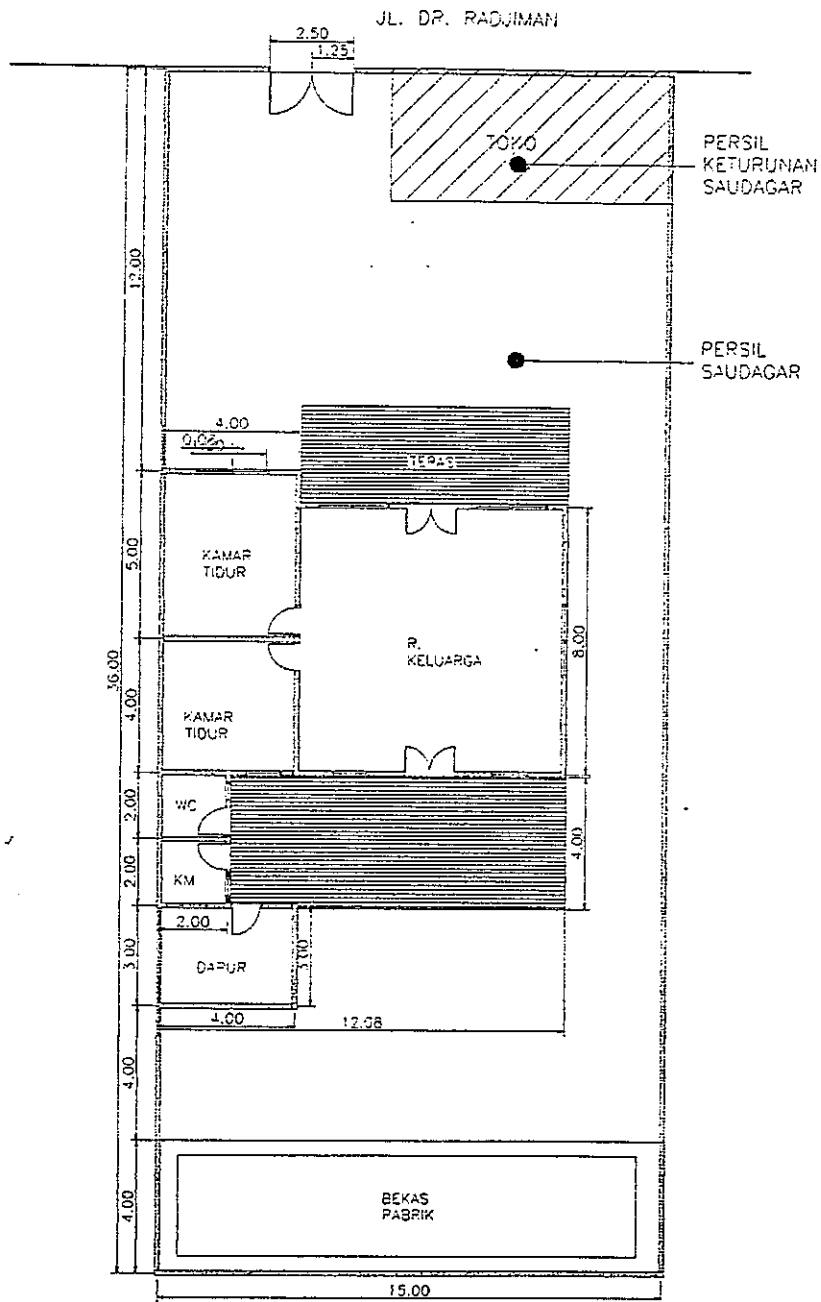 JL. DR. RADJIMAN
2.50
1.25
TOKO
PERSIL
KETURUNAN
SAUDAGAR
12.00
PERSIL
SAUDAGAR
4.00
TERAS
5.00
KAMAR
TIDUR
R.
KELUARGA
8.00
36.00
4.00
KAMAR
TIDUR
2.00
WC
4.00
2.00
KM
2.00
3.00
DAPUR
3.00
4.00
12.08
4.00
4.00
BEKAS
PABRIK
15.00